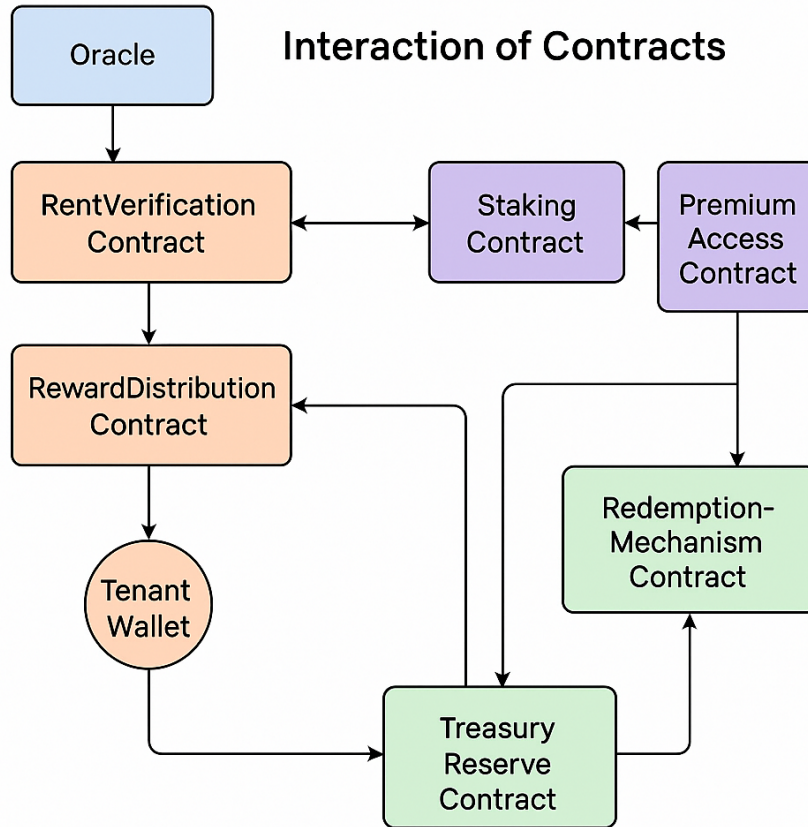 Oracle
Interaction of Contracts
RentVerification
Contract
Staking
Contract
Premium
Access
Contract
RewardDistribution
Contract
Redemption-
Mechanism
Contract
Tenant
Wallet
Treasury
Reserve
Contract